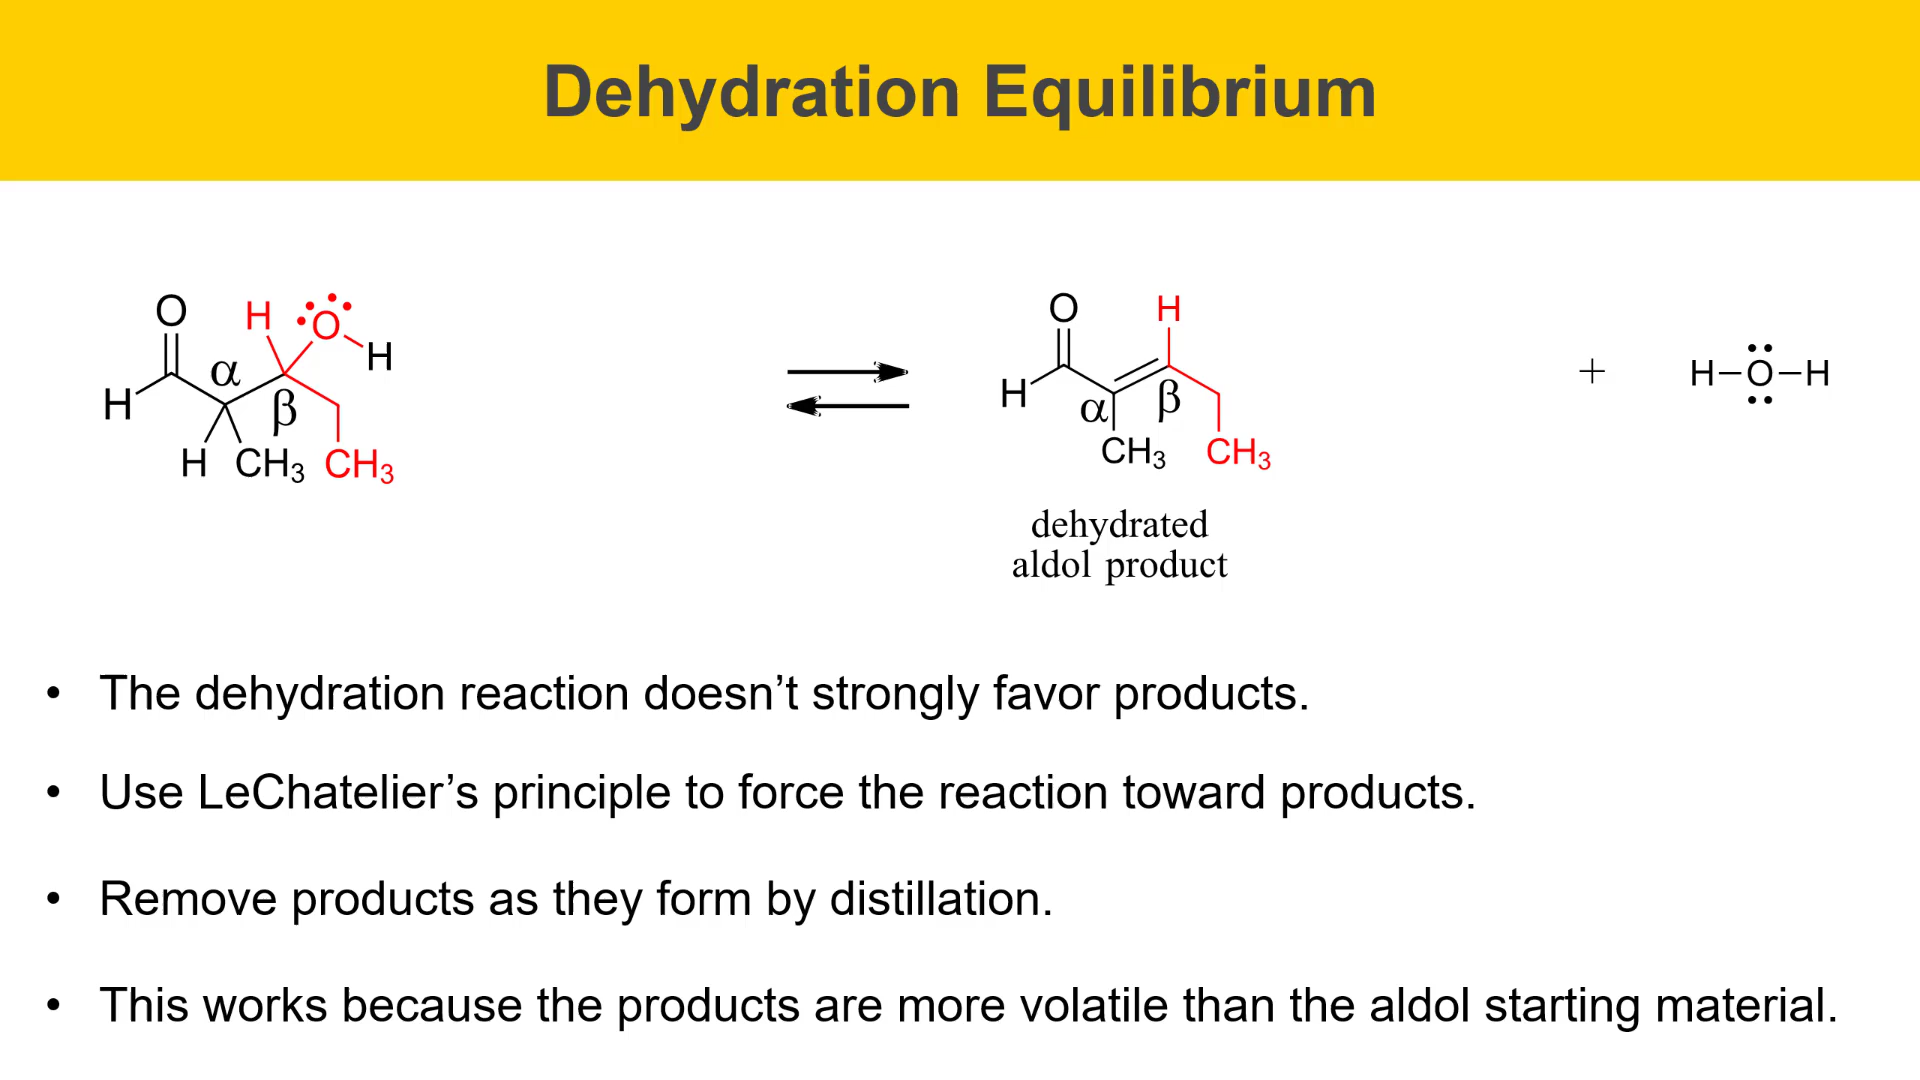 Dehydration Equilibrium
O H O H
α
H β
H CH3 CH3
O H
H α β
CH3 CH3
+ H–O–H
dehydrated
aldol product
• The dehydration reaction doesn’t strongly favor products.
• Use LeChatelier’s principle to force the reaction toward products.
• Remove products as they form by distillation.
• This works because the products are more volatile than the aldol starting material.